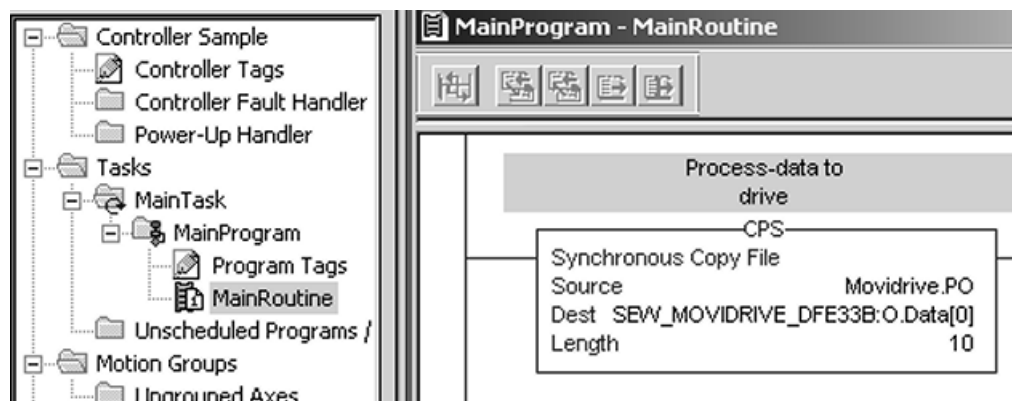 Controller Sample
Controller Tags
Controller Fault Handler
Power-Up Handler
Tasks
MainTask
MainProgram
Program Tags
MainRoutine
Unscheduled Programs /
Motion Groups
Ungrouped Axes
MainProgram - MainRoutine
Process-data to
drive
CPS
Synchronous Copy File
Source Movidrive.PO
Dest SEW_MOVIDRIVE_DFE33B:O.Data[0]
Length 10